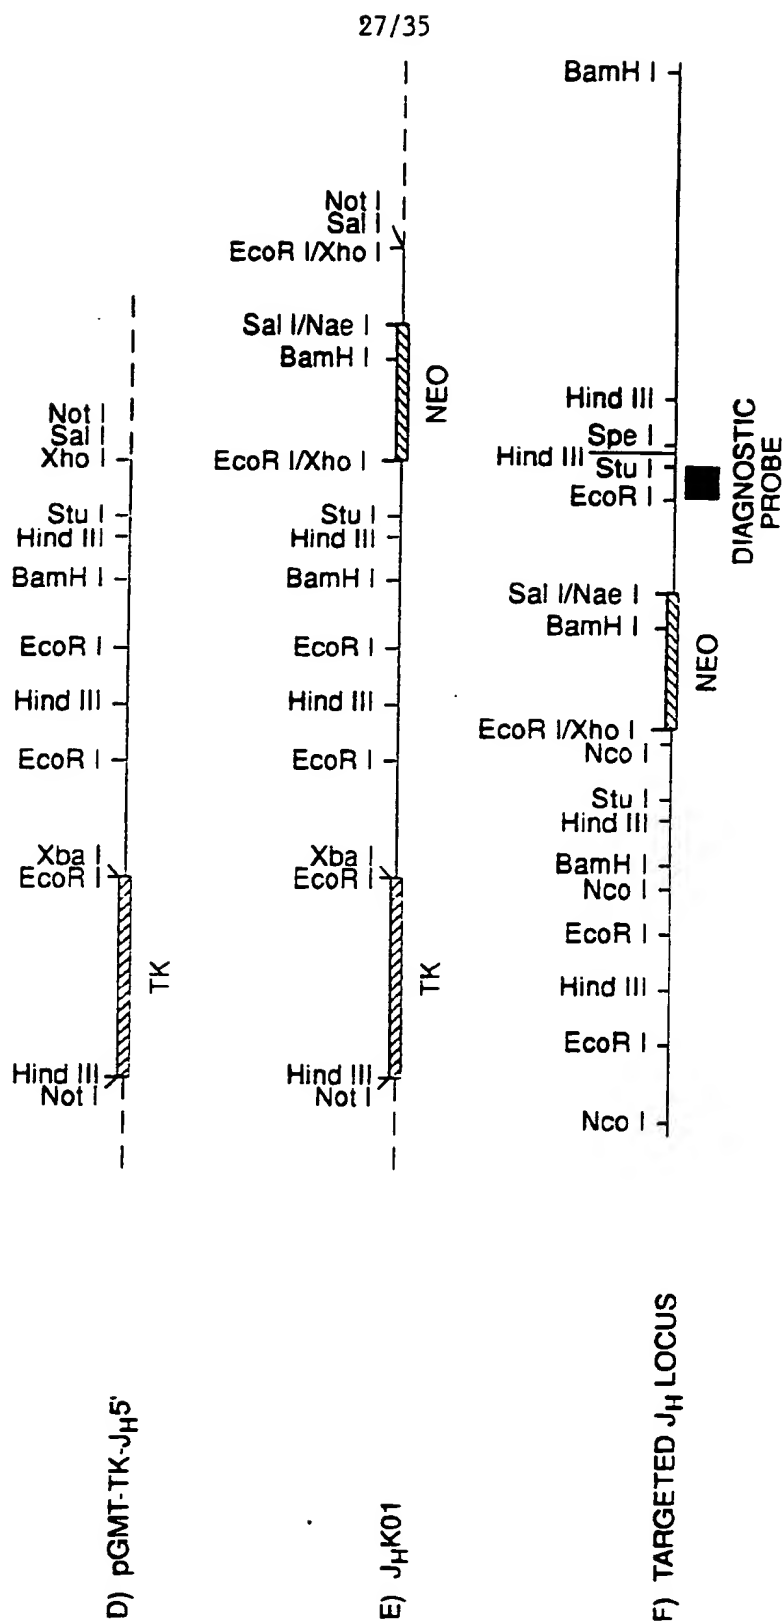 27/35
D) pGMT-TK-JH5'
Hind III
Not I
TK
Xba I
EcoR I
EcoR I
Hind III
EcoR I
BamH I
Hind III
Stu I
Xho I
Sal I
Not I
E) JHK01
Hind III
Not I
TK
Xba I
EcoR I
EcoR I
Hind III
EcoR I
BamH I
Hind III
Stu I
EcoR I/Xho I
NEO
BamH I
Sal I/Nae I
EcoR I/Xho I
Sal I
Not I
F) TARGETED JH LOCUS
Nco I
EcoR I
Hind III
EcoR I
Nco I
BamH I
Hind III
Stu I
Nco I
EcoR I/Xho I
NEO
BamH I
Sal I/Nae I
EcoR I
Stu I
Hind III
Spe I
Hind III
BamH I
DIAGNOSTIC
PROBE